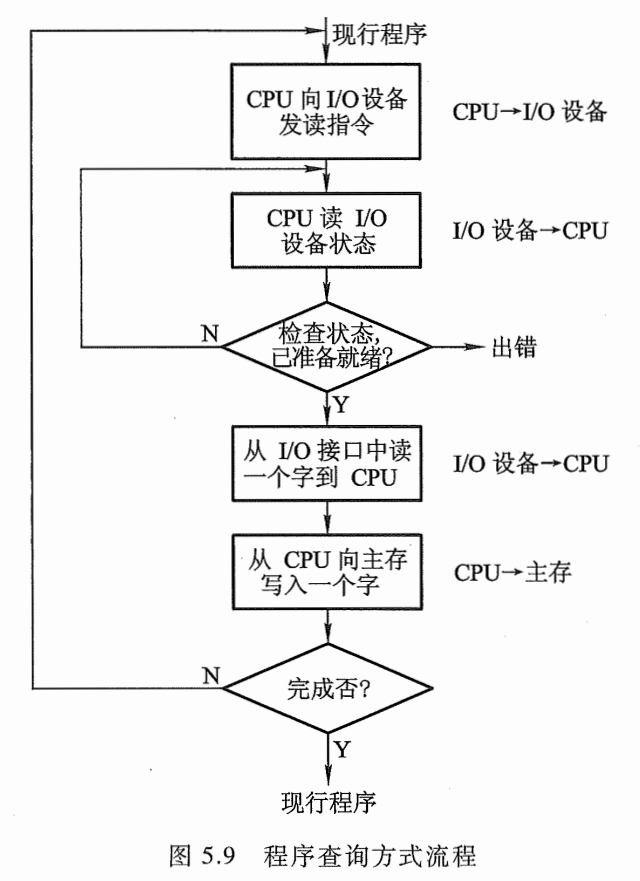 现行程序
CPU 向 I/O 设备
发读指令
CPU→I/O 设备
CPU 读 I/O
设备状态
I/O 设备→CPU
N
检查状态,
已准备就绪?
出错
Y
从 I/O 接口中读
一个字到 CPU
I/O 设备→CPU
从 CPU 向主存
写入一个字
CPU→主存
N
完成否?
Y
现行程序
图 5.9 程序查询方式流程